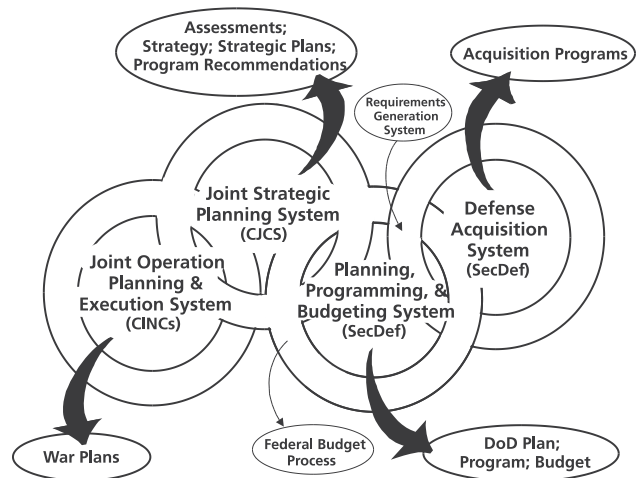 Assessments;
Strategy; Strategic Plans;
Program Recommendations
Acquisition Programs
Requirements
Generation
System
Joint Strategic
Planning System
(CJCS)
Defense
Acquisition
System
(SecDef)
Joint Operation
Planning &
Execution System
(CINCs)
Planning,
Programming, &
Budgeting System
(SecDef)
War Plans
Federal Budget
Process
DoD Plan;
Program; Budget